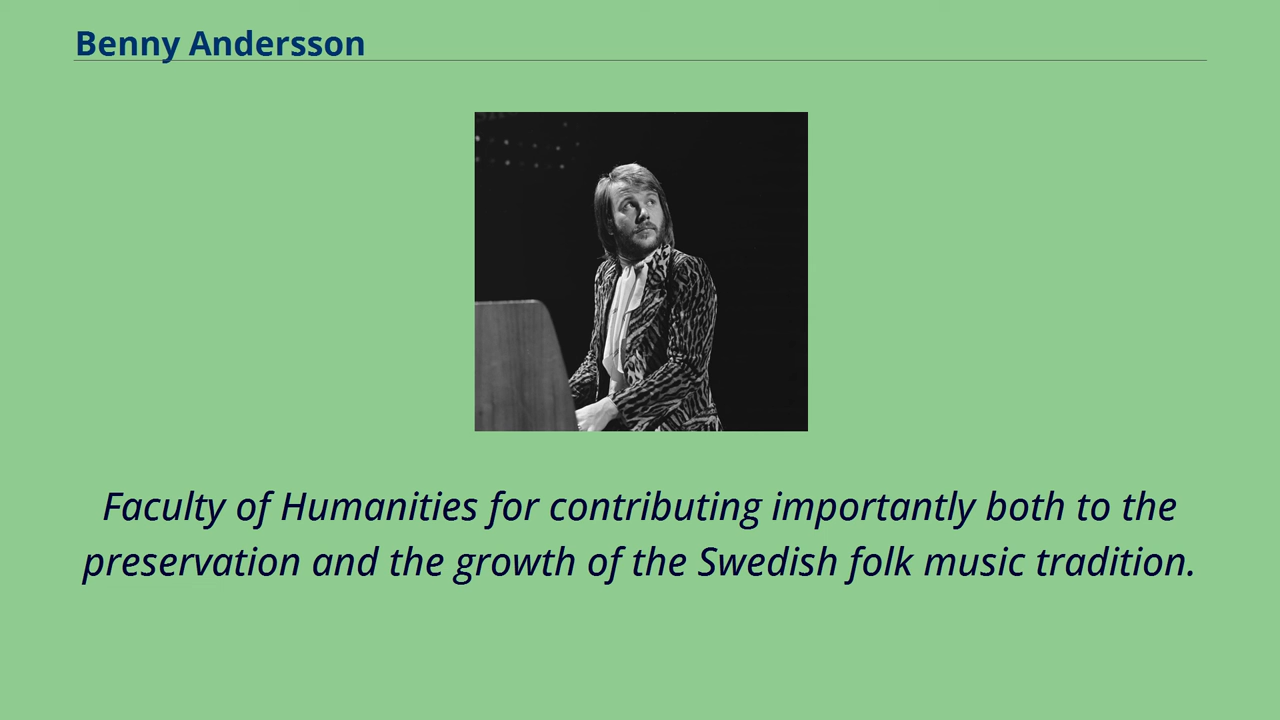 Benny Andersson
Faculty of Humanities for contributing importantly both to the
preservation and the growth of the Swedish folk music tradition.